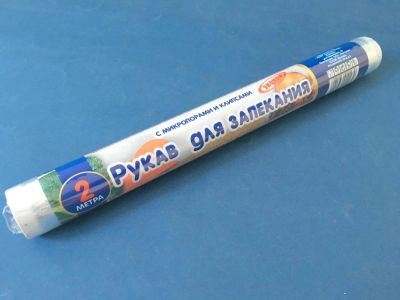 С МИКРОПОРАМИ И КЛИПСАМИ
РУКАВ ДЛЯ ЗАПЕКАНИЯ
2
МЕТРА